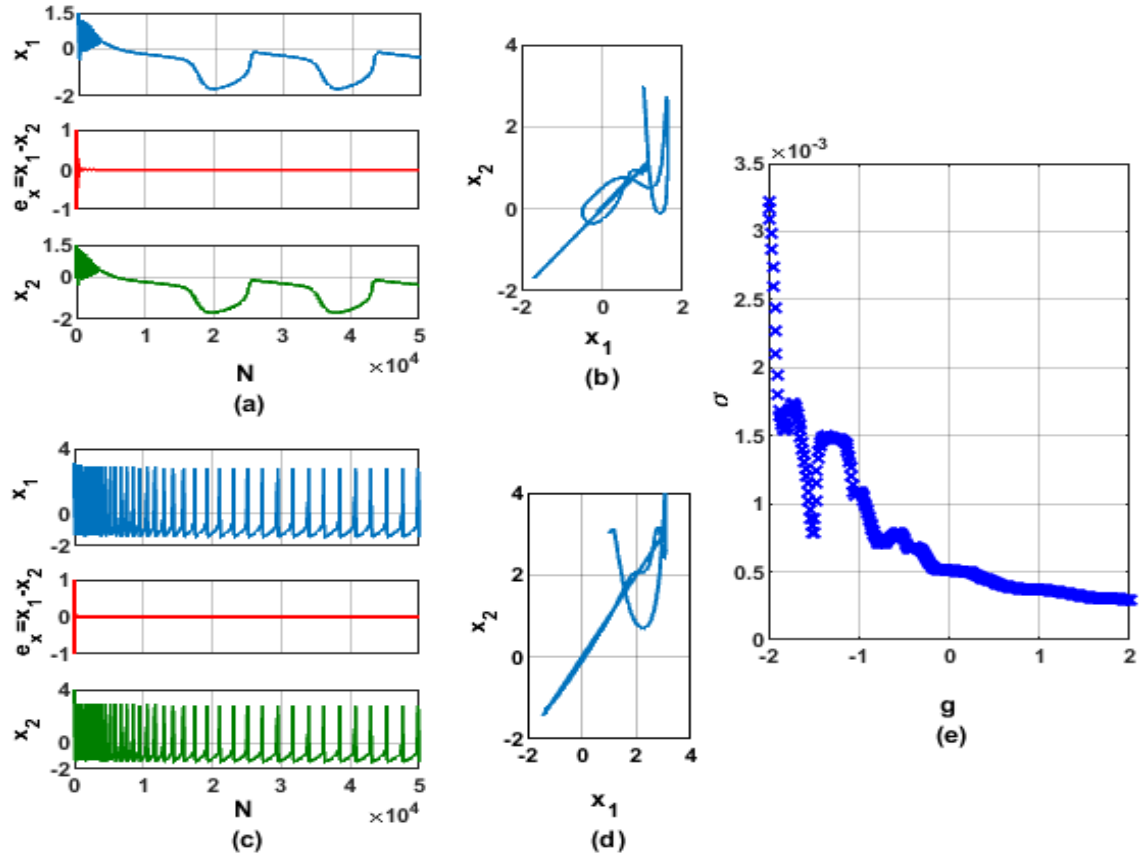 1.5
0
-2
x1
1
0
-1
ex=x1-x2
1.5
0
-2
x2
0 1 2 3 4 5
×10^4
N
(a)
4
2
0
-2
x2
-2 0 2
x1
(b)
4
0
-2
x1
1
0
-1
ex=x1-x2
4
0
-2
x2
0 1 2 3 4 5
×10^4
N
(c)
4
2
0
-2
x2
-2 0 2 4
x1
(d)
×10^-3
3.5
3
2.5
2
1.5
1
0.5
0
σ
-2 -1 0 1 2
g
(e)